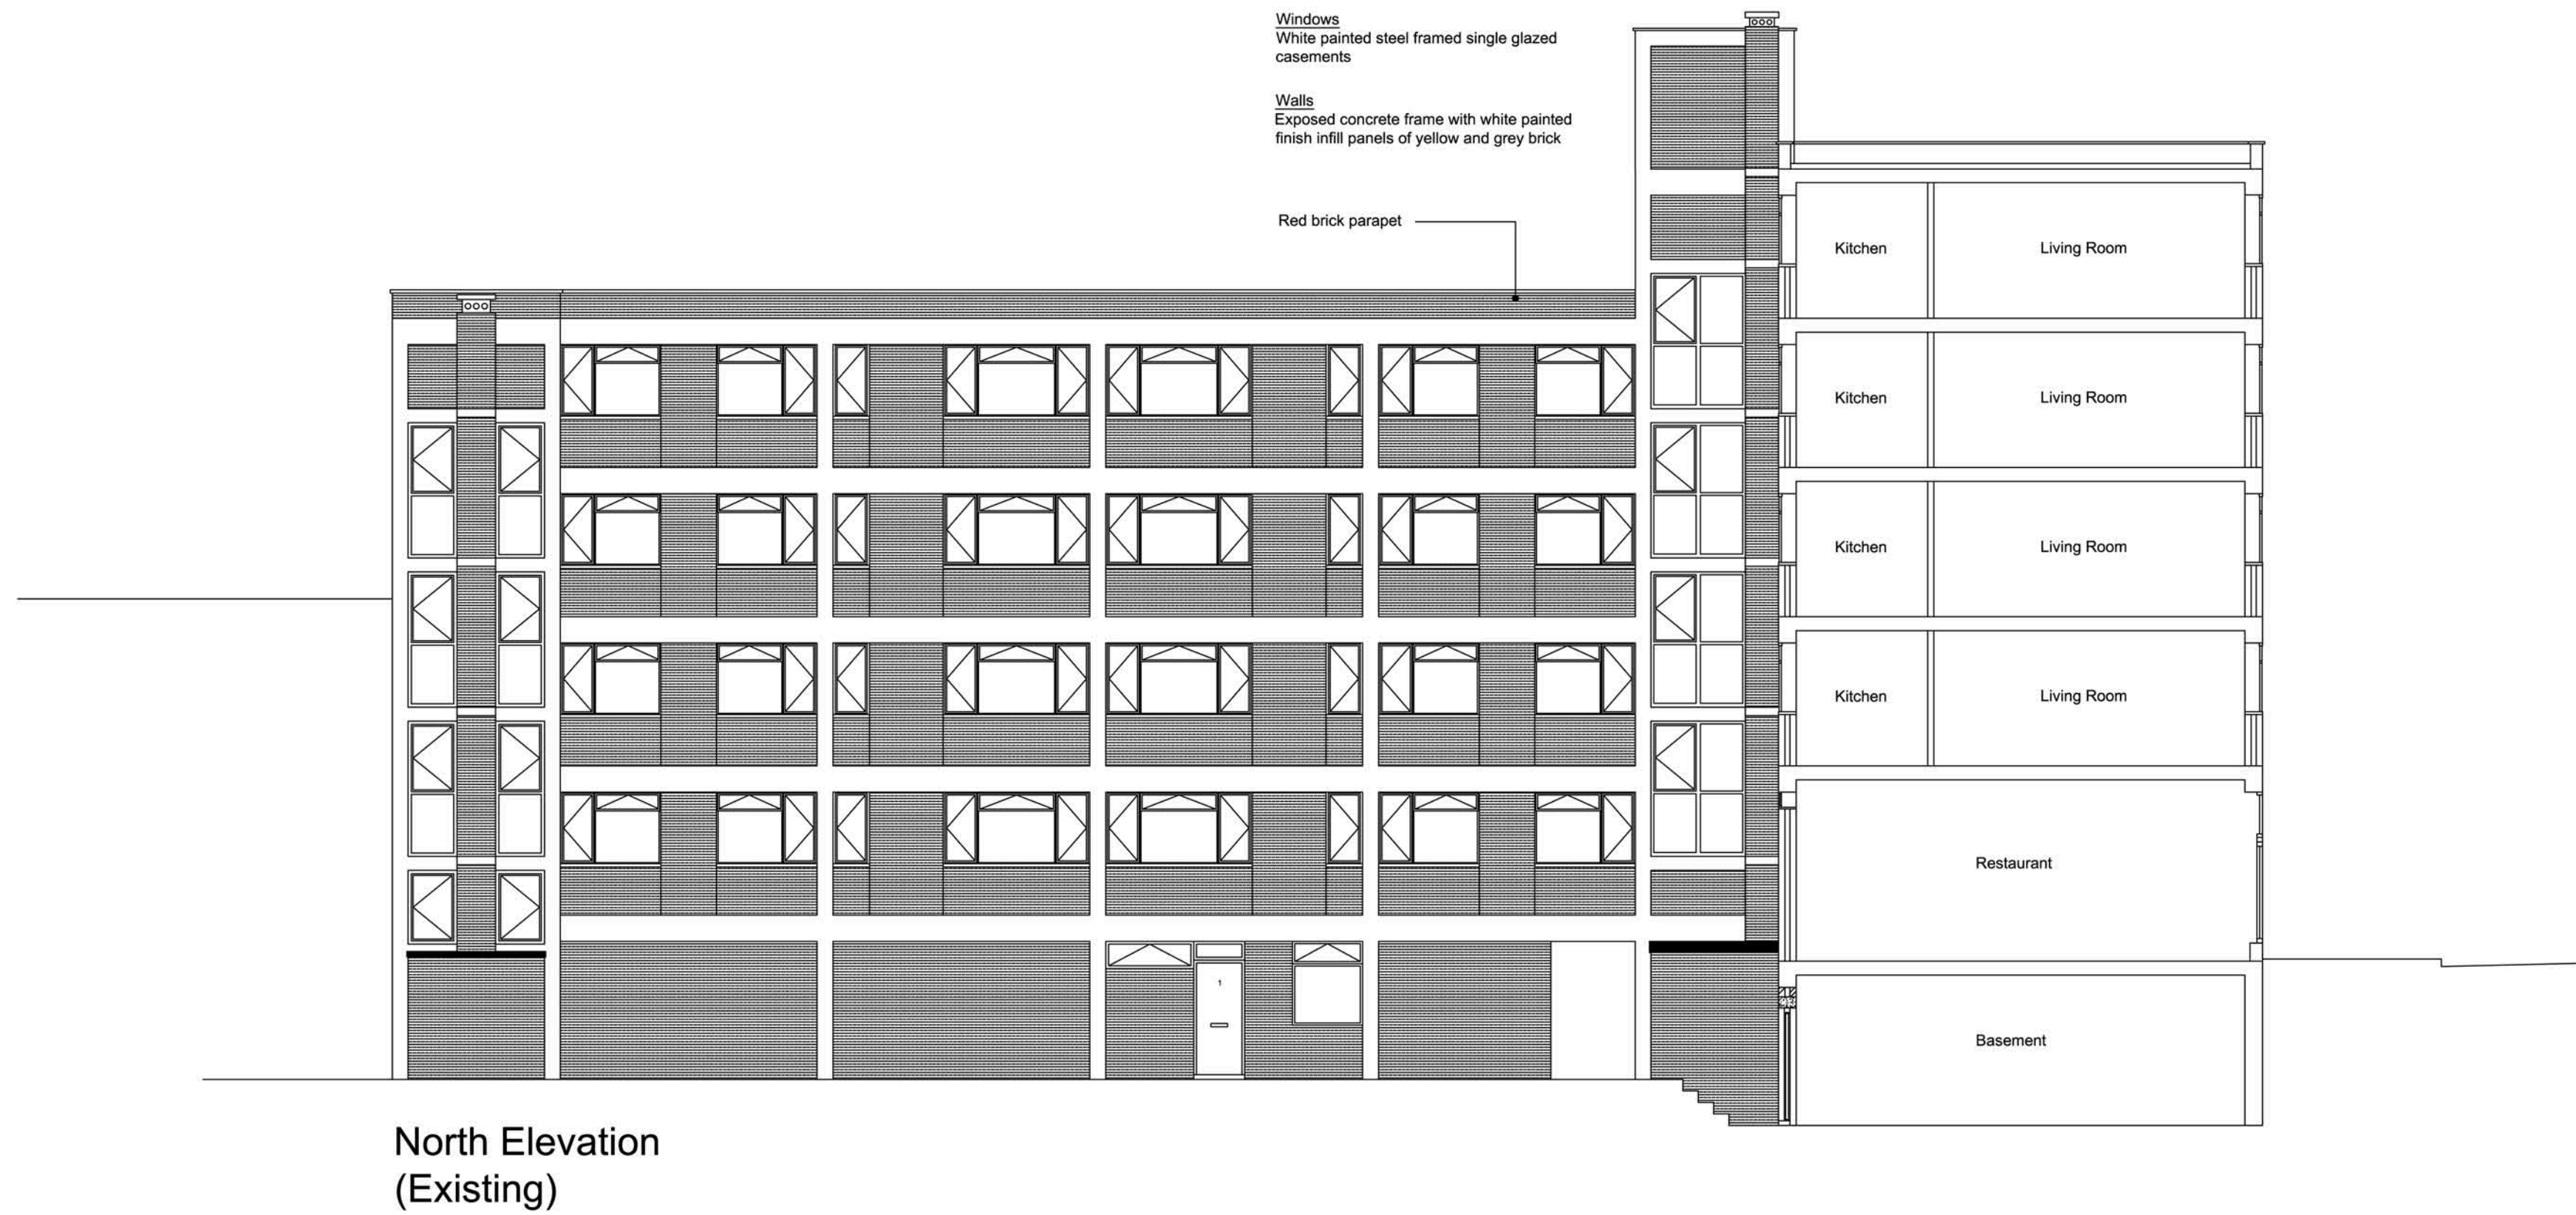 Windows
White painted steel framed single glazed
casements
Walls
Exposed concrete frame with white painted
finish infill panels of yellow and grey brick
Red brick parapet
Kitchen
Living Room
Kitchen
Living Room
Kitchen
Living Room
Kitchen
Living Room
Restaurant
1
Basement
North Elevation
(Existing)